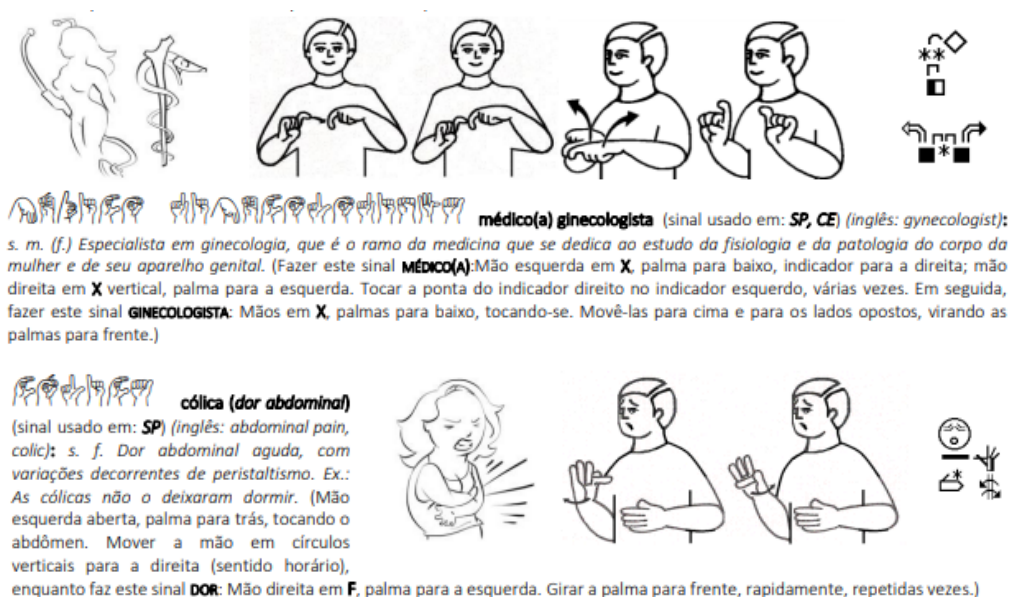 médico(a) ginecologista (sinal usado em: SP, CE) (inglês: gynecologist):
s. m. (f.) Especialista em ginecologia, que é o ramo da medicina que se dedica ao estudo da fisiologia e da patologia do corpo da
mulher e de seu aparelho genital. (Fazer este sinal MÉDICO(A):Mão esquerda em X, palma para baixo, indicador para a direita; mão
direita em X vertical, palma para a esquerda. Tocar a ponta do indicador direito no indicador esquerdo, várias vezes. Em seguida,
fazer este sinal GINECOLOGISTA: Mãos em X, palmas para baixo, tocando-se. Movê-las para cima e para os lados opostos, virando as
palmas para frente.)
cólica (dor abdominal)
(sinal usado em: SP) (inglês: abdominal pain,
colic): s. f. Dor abdominal aguda, com
variações decorrentes de peristaltismo. Ex.:
As cólicas não o deixaram dormir. (Mão
esquerda aberta, palma para trás, tocando o
abdômen. Mover a mão em círculos
verticais para a direita (sentido horário),
enquanto faz este sinal DOR: Mão direita em F, palma para a esquerda. Girar a palma para frente, rapidamente, repetidas vezes.)